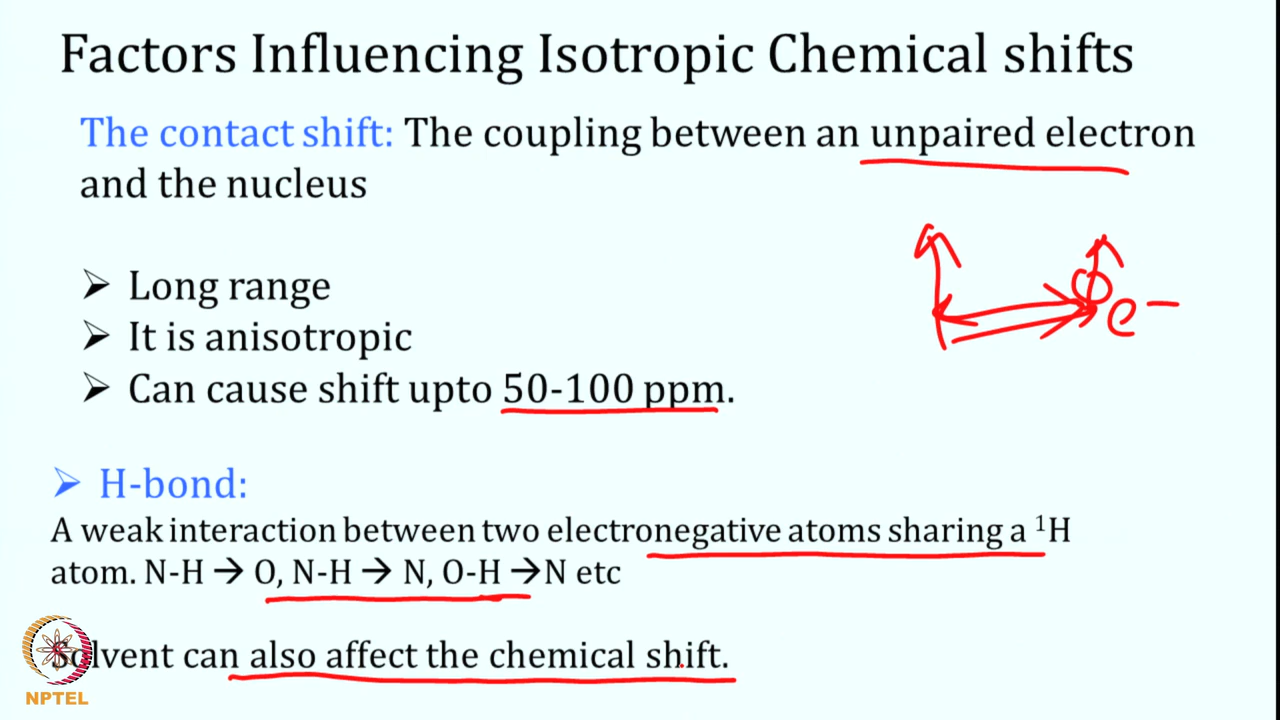 Factors Influencing Isotropic Chemical shifts
The contact shift: The coupling between an unpaired electron
and the nucleus
➢ Long range
➢ It is anisotropic
➢ Can cause shift upto 50-100 ppm.
e-
➢ H-bond:
A weak interaction between two electronegative atoms sharing a ¹H
atom. N-H → O, N-H → N, O-H →N etc
Solvent can also affect the chemical shift.
NPTEL